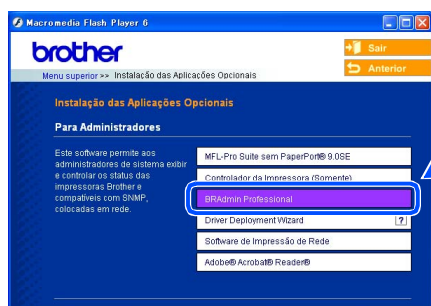 Macromedia Flash Player 6
brother
Sair
Anterior
Menu superior >> Instalação das Aplicações Opcionais
Instalação das Aplicações Opcionais
Para Administradores
Este software permite aos
administradores de sistema exibir
e controlar os status das
impressoras Brother e
compatíveis com SNMP,
colocadas em rede.
MFL-Pro Suite sem PaperPort® 9.0SE
Controlador da Impressora (Somente)
BRAdmin Professional
Driver Deployment Wizard ?
Software de Impressão de Rede
Adobe® Acrobat® Reader®